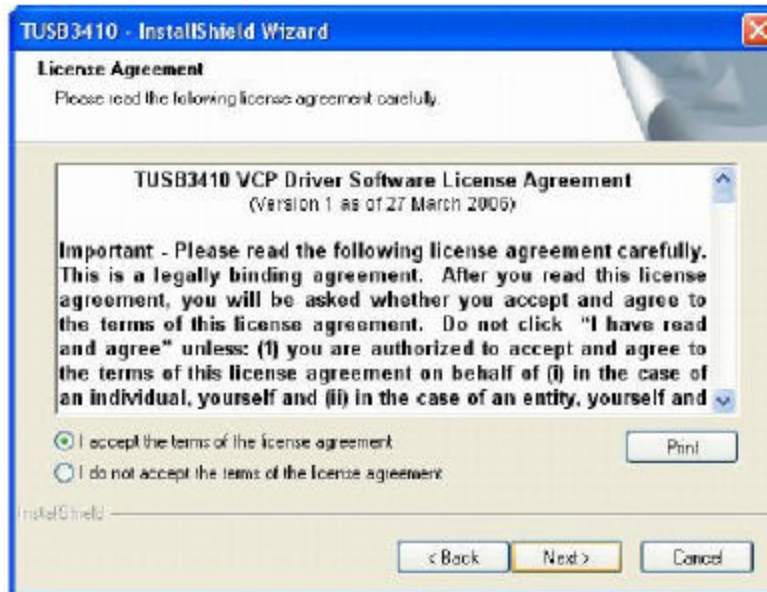 TUSB3410 - InstallShield Wizard
License Agreement
Please read the following license agreement carefully.
TUSB3410 VCP Driver Software License Agreement
(Version 1 as of 27 March 2006)
Important - Please read the following license agreement carefully.
This is a legally binding agreement. After you read this license
agreement, you will be asked whether you accept and agree to
the terms of this license agreement. Do not click "I have read
and agree" unless: (1) you are authorized to accept and agree to
the terms of this license agreement on behalf of (i) in the case of
an individual, yourself and (ii) in the case of an entity, yourself and
I accept the terms of the license agreement
Print
I do not accept the terms of the license agreement
InstallShield
< Back
Next >
Cancel